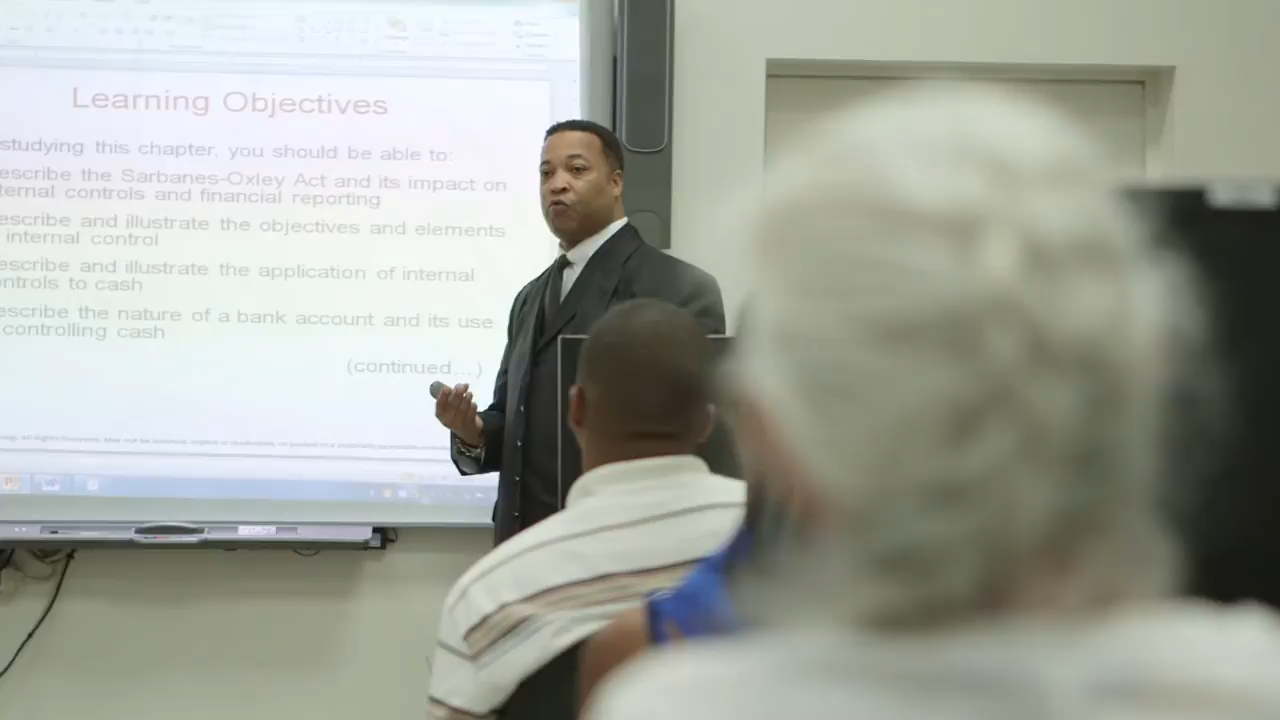 Learning Objectives
studying this chapter, you should be able to:
escribe the Sarbanes-Oxley Act and its impact on
ternal controls and financial reporting
escribe and illustrate the objectives and elements
internal control
escribe and illustrate the application of internal
ontrols to cash
escribe the nature of a bank account and its use
controlling cash
(continued...)